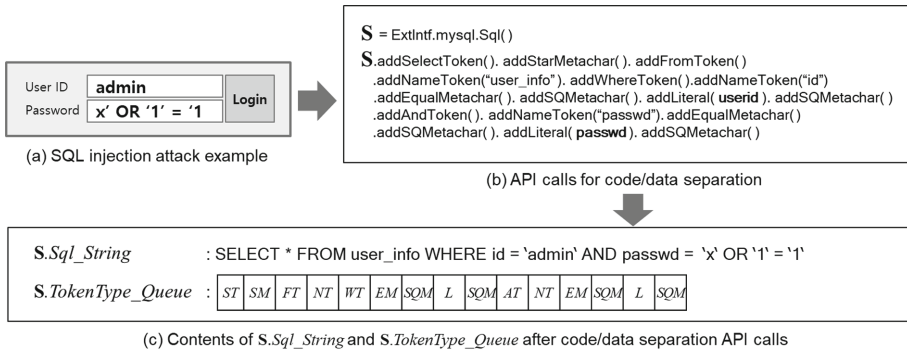 User ID admin
Password x' OR '1' = '1
Login
(a) SQL injection attack example
S = ExtIntf.mysql.Sql( )
S.addSelectToken( ). addStarMetachar( ). addFromToken( )
.addNameToken(“user_info”). addWhereToken( ).addNameToken(“id”)
.addEqualMetachar( ). addSQMetachar( ). addLiteral( userid ). addSQMetachar( )
.addAndToken( ). addNameToken(“passwd”). addEqualMetachar( )
.addSQMetachar( ). addLiteral( passwd ). addSQMetachar( )
(b) API calls for code/data separation
S.Sql_String : SELECT * FROM user_info WHERE id = ‛admin‛ AND passwd = ‛x‛ OR ‛1‛ = ‛1‛
S.TokenType_Queue : ST SM FT NT WT EM SQM L SQM AT NT EM SQM L SQM
(c) Contents of S.Sql_String and S.TokenType_Queue after code/data separation API calls